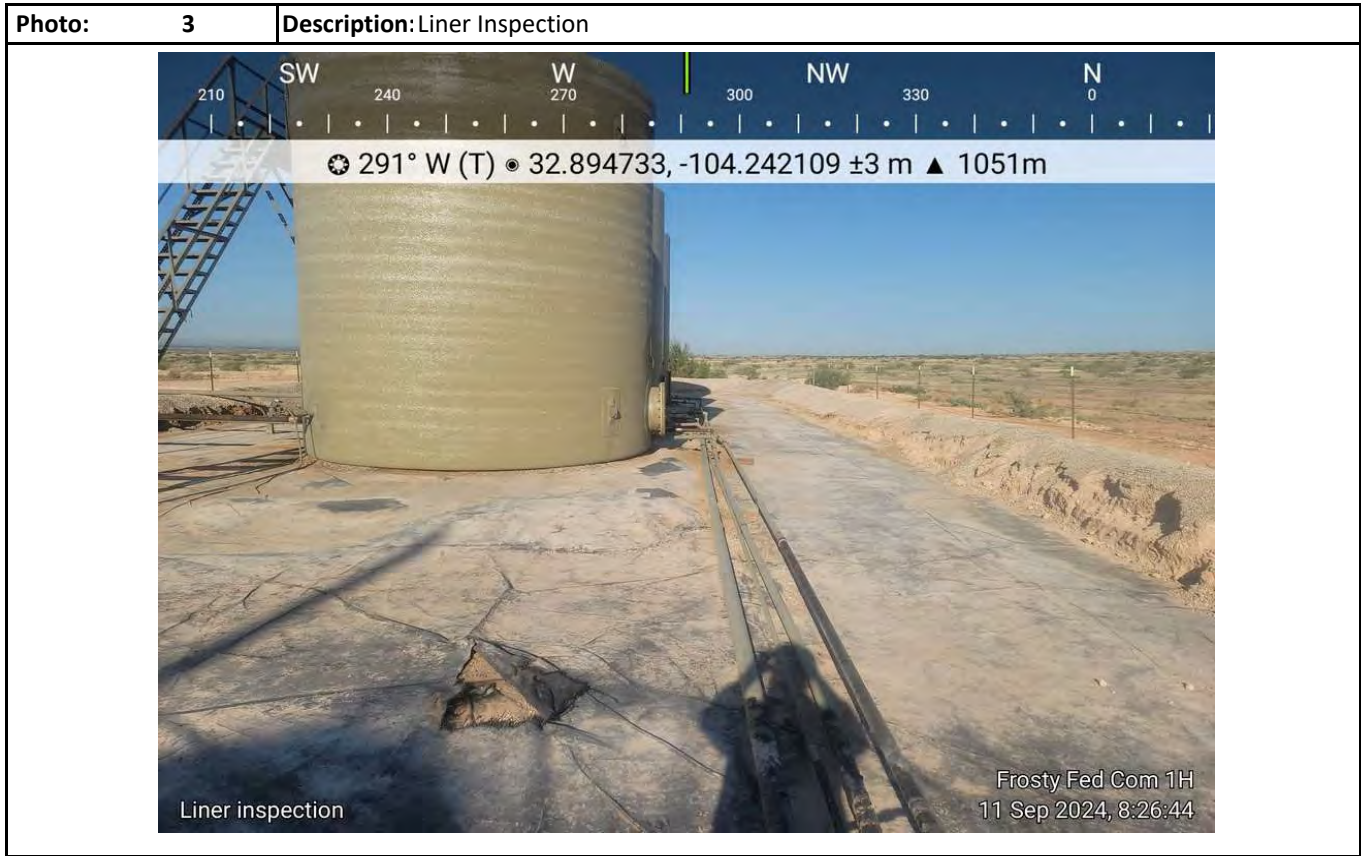 Photo: 3 Description: Liner Inspection
SW W NW N
210 240 270 300 330 0
291° W (T) 32.894733, -104.242109 ±3 m ▲ 1051m
Frosty Fed Com 1H
Liner inspection 11 Sep 2024, 8:26:44